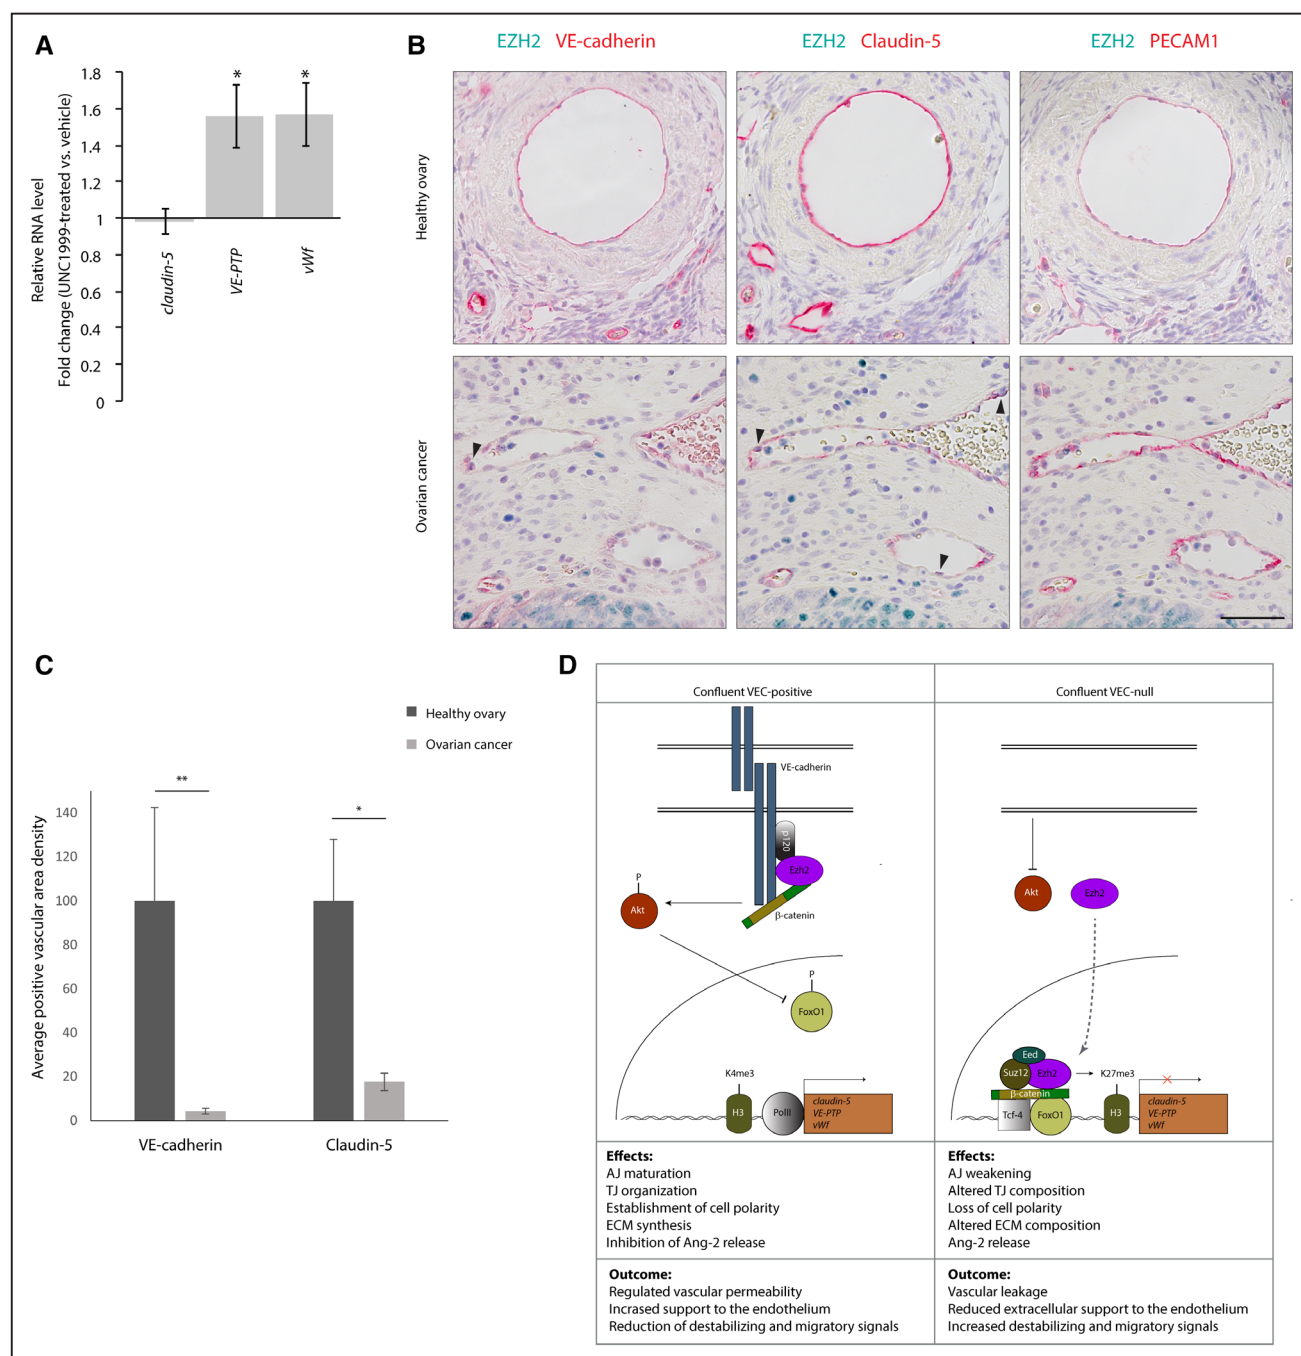 A
Relative RNA level
Fold change (UNC1999-treated vs. vehicle)
1.8
1.6
1.4
1.2
1
0.8
0.6
0.4
0.2
0
*
*
claudin-5
VE-PTP
vWf
B
EZH2 VE-cadherin
EZH2 Claudin-5
EZH2 PECAM1
Healthy ovary
Ovarian cancer
C
Healthy ovary
Ovarian cancer
Average positive vascular area density
140
120
100
80
60
40
20
0
**
*
VE-cadherin
Claudin-5
D
Confluent VEC-positive
VE-cadherin
p120
Ezh2
β-catenin
P
Akt
P
FoxO1
K4me3
H3
PolII
claudin-5
VE-PTP
vWf
Effects:
AJ maturation
TJ organization
Establishment of cell polarity
ECM synthesis
Inhibition of Ang-2 release
Outcome:
Regulated vascular permeability
Incrased support to the endothelium
Reduction of destabilizing and migratory signals
Confluent VEC-null
Akt
Ezh2
Eed
Suz12
Ezh2
β-catenin
Tcf-4
FoxO1
K27me3
H3
claudin-5
VE-PTP
vWf
Effects:
AJ weakening
Altered TJ composition
Loss of cell polarity
Altered ECM composition
Ang-2 release
Outcome:
Vascular leakage
Reduced extracellular support to the endothelium
Increased destabilizing and migratory signals